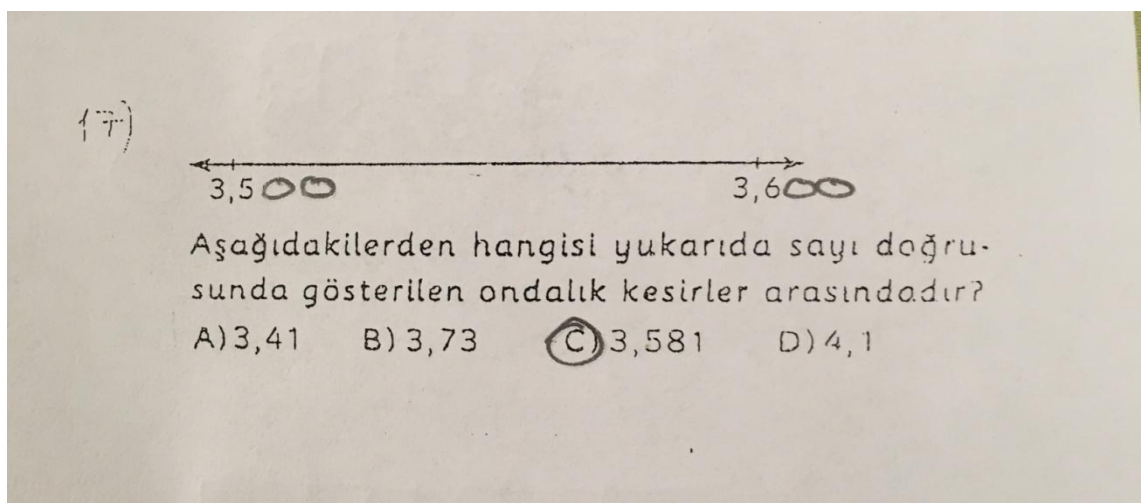 17)
3,500 3,600
Aşağıdakilerden hangisi yukarıda sayı doğru-
sunda gösterilen ondalık kesirler arasındadır?
A) 3,41 B) 3,73 C) 3,581 D) 4,1